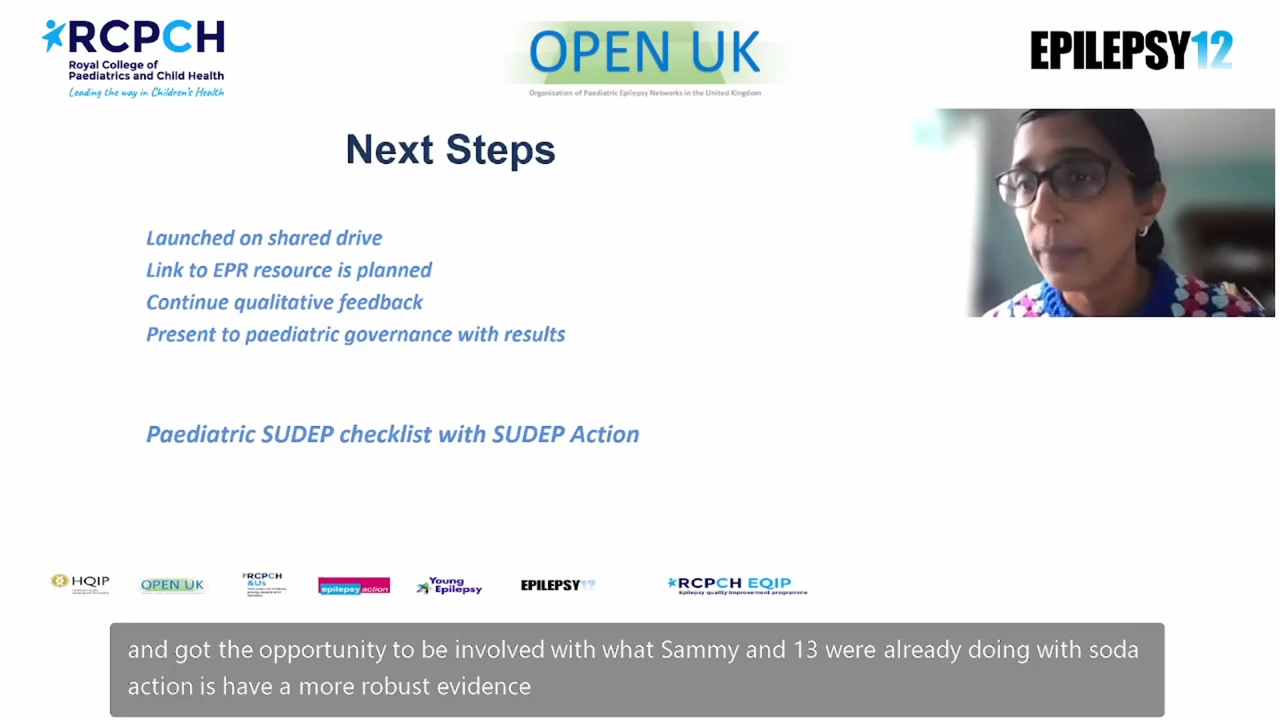 RCPCH
Royal College of
Paediatrics and Child Health
Leading the way in Children's Health
OPEN UK
Organisation of Paediatric Epilepsy Networks in the United Kingdom
EPILEPSY12
Next Steps
Launched on shared drive
Link to EPR resource is planned
Continue qualitative feedback
Present to paediatric governance with results
Paediatric SUDEP checklist with SUDEP Action
HQIP
OPEN UK
RCPCH
&Us
epilepsy action
Young
Epilepsy
EPILEPSY12
RCPCH EQIP
Epilepsy quality improvement programme
and got the opportunity to be involved with what Sammy and 13 were already doing with soda
action is have a more robust evidence